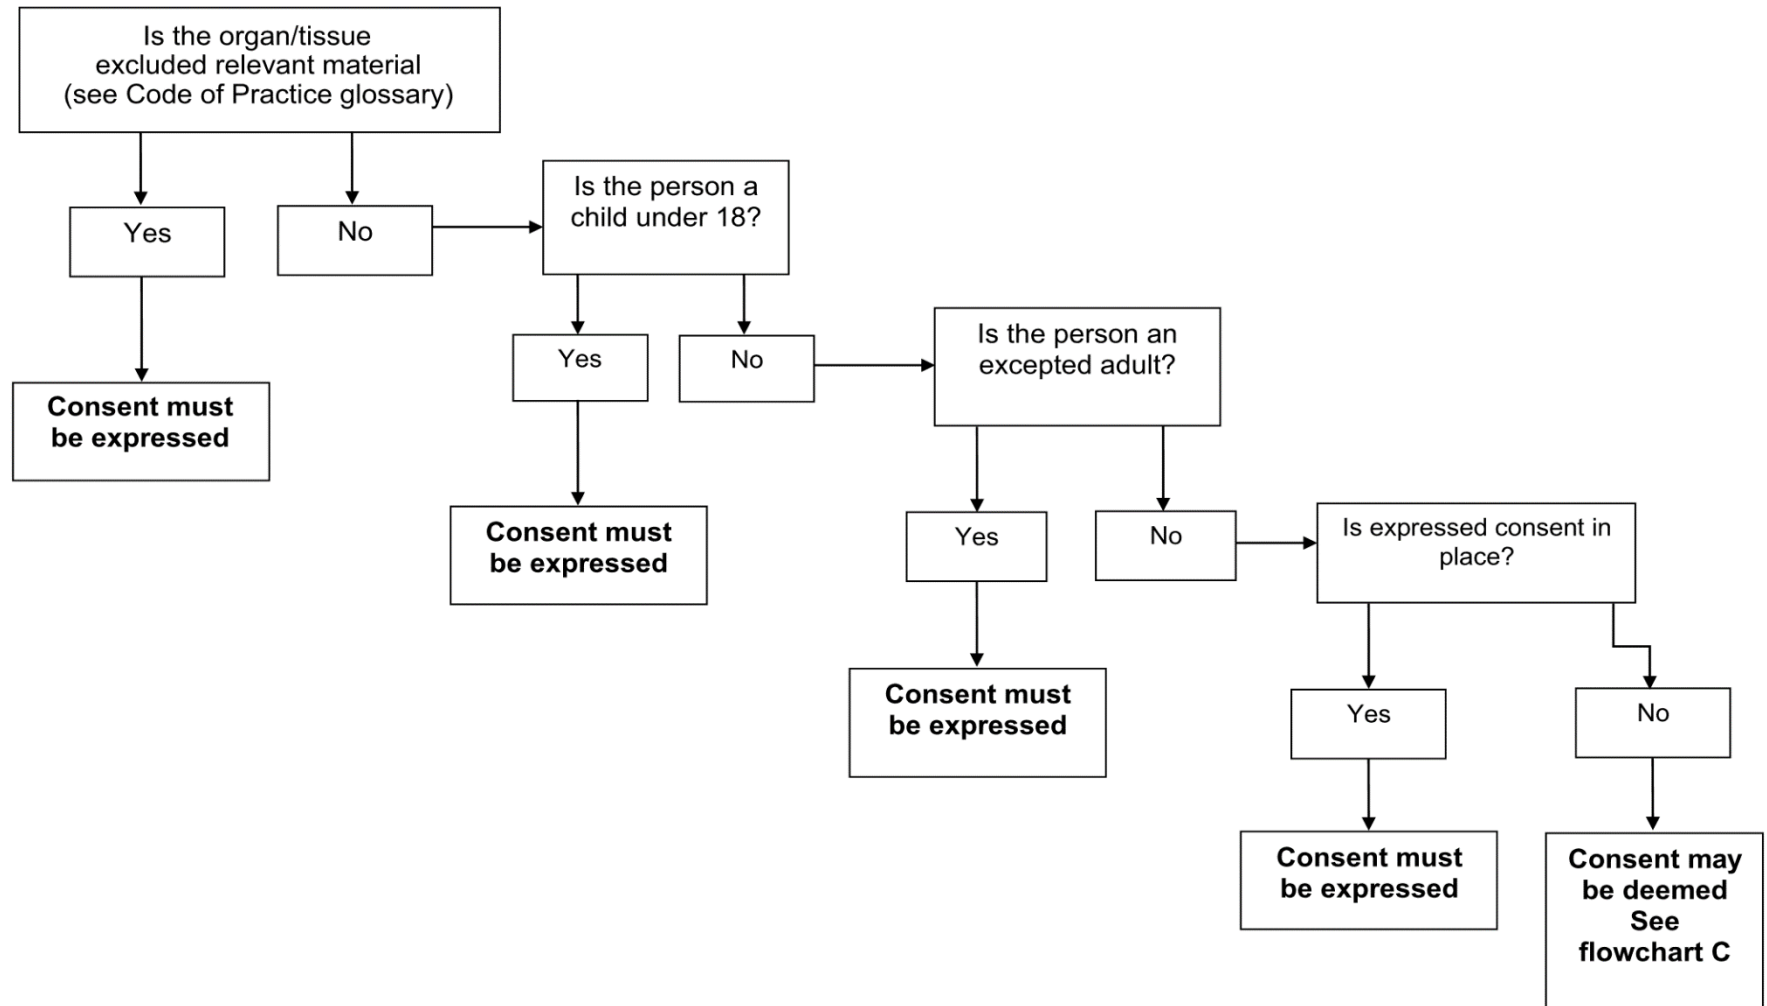 Is the organ/tissue
excluded relevant material
(see Code of Practice glossary)
Yes
No
Is the person a
child under 18?
Consent must
be expressed
Yes
No
Is the person an
excepted adult?
Consent must
be expressed
Yes
No
Is expressed consent in
place?
Consent must
be expressed
Yes
No
Consent must
be expressed
Consent may
be deemed
See
flowchart C